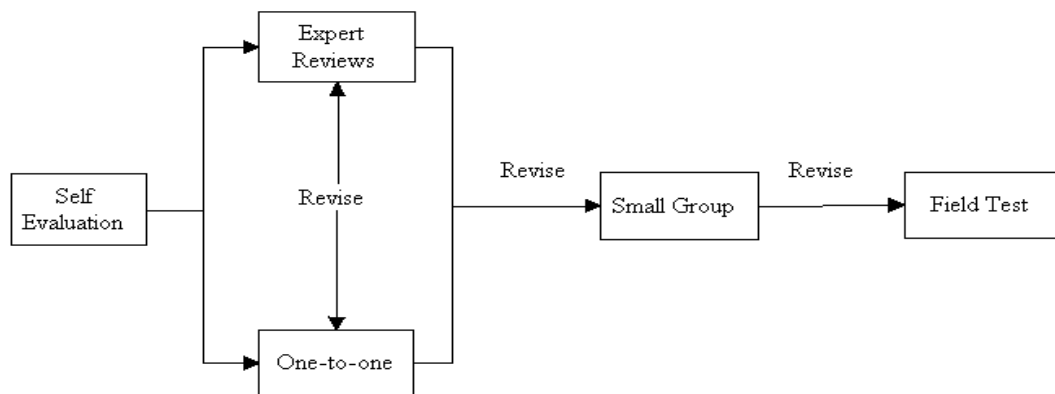 Expert
Reviews
Self
Evaluation
Revise
One-to-one
Revise
Small Group
Revise
Field Test